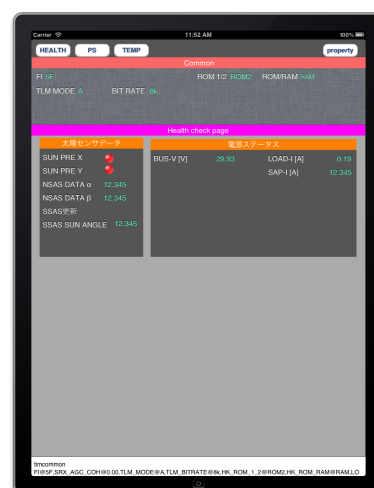 Carrier 11:52 AM 100%
HEALTH PS TEMP property
Common
FI 5F ROM 1/2 ROM2 ROM/RAM RAM
TLM MODE A BIT RATE 8k
Health check page
太陽センサデータ
SUN PRE X
SUN PRE Y
NSAS DATA α 12.345
NSAS DATA β 12.345
SSAS更新
SSAS SUN ANGLE 12.345
電源ステータス
BUS-V [V] 29.93 LOAD-I [A] 0.19
SAP-I [A] 12.345
tlmcommon
FI@5F,SRX_AGC_COH@0.00,TLM_MODE@A,TLM_BITRATE@8k,HK_ROM_1_2@ROM2,HK_ROM_RAM@RAM,LO